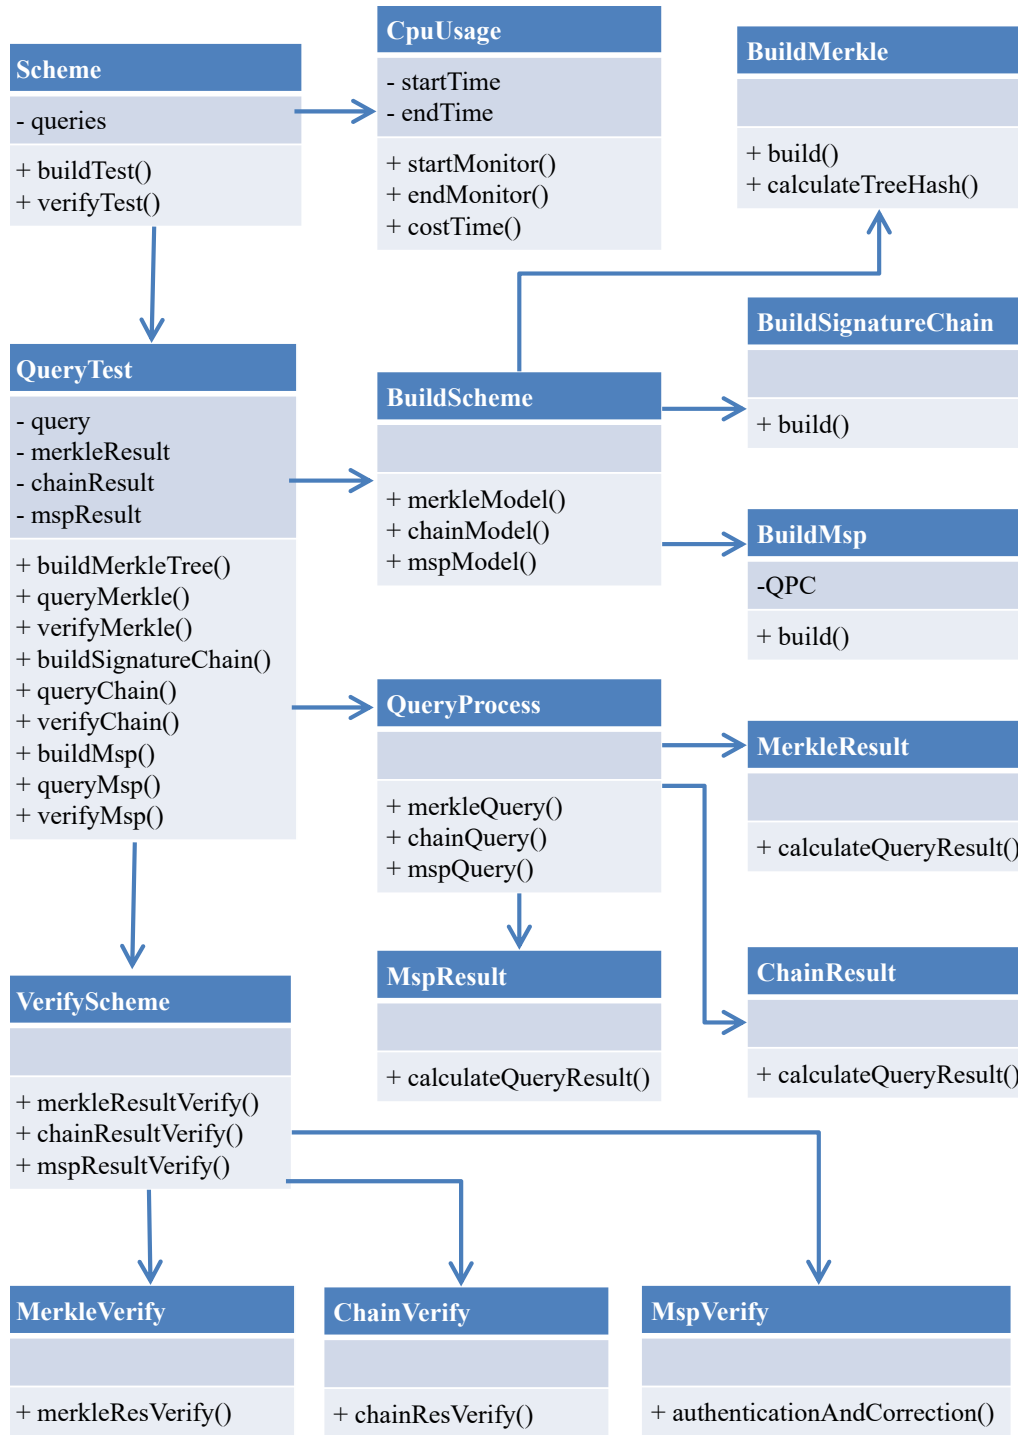 Scheme
- queries
+ buildTest()
+ verifyTest()
CpuUsage
- startTime
- endTime
+ startMonitor()
+ endMonitor()
+ costTime()
BuildMerkle
+ build()
+ calculateTreeHash()
QueryTest
- query
- merkleResult
- chainResult
- mspResult
+ buildMerkleTree()
+ queryMerkle()
+ verifyMerkle()
+ buildSignatureChain()
+ queryChain()
+ verifyChain()
+ buildMsp()
+ queryMsp()
+ verifyMsp()
BuildScheme
+ merkleModel()
+ chainModel()
+ mspModel()
BuildSignatureChain
+ build()
BuildMsp
-QPC
+ build()
QueryProcess
+ merkleQuery()
+ chainQuery()
+ mspQuery()
MerkleResult
+ calculateQueryResult()
MspResult
+ calculateQueryResult()
ChainResult
+ calculateQueryResult()
VerifyScheme
+ merkleResultVerify()
+ chainResultVerify()
+ mspResultVerify()
MerkleVerify
+ merkleResVerify()
ChainVerify
+ chainResVerify()
MspVerify
+ authenticationAndCorrection()